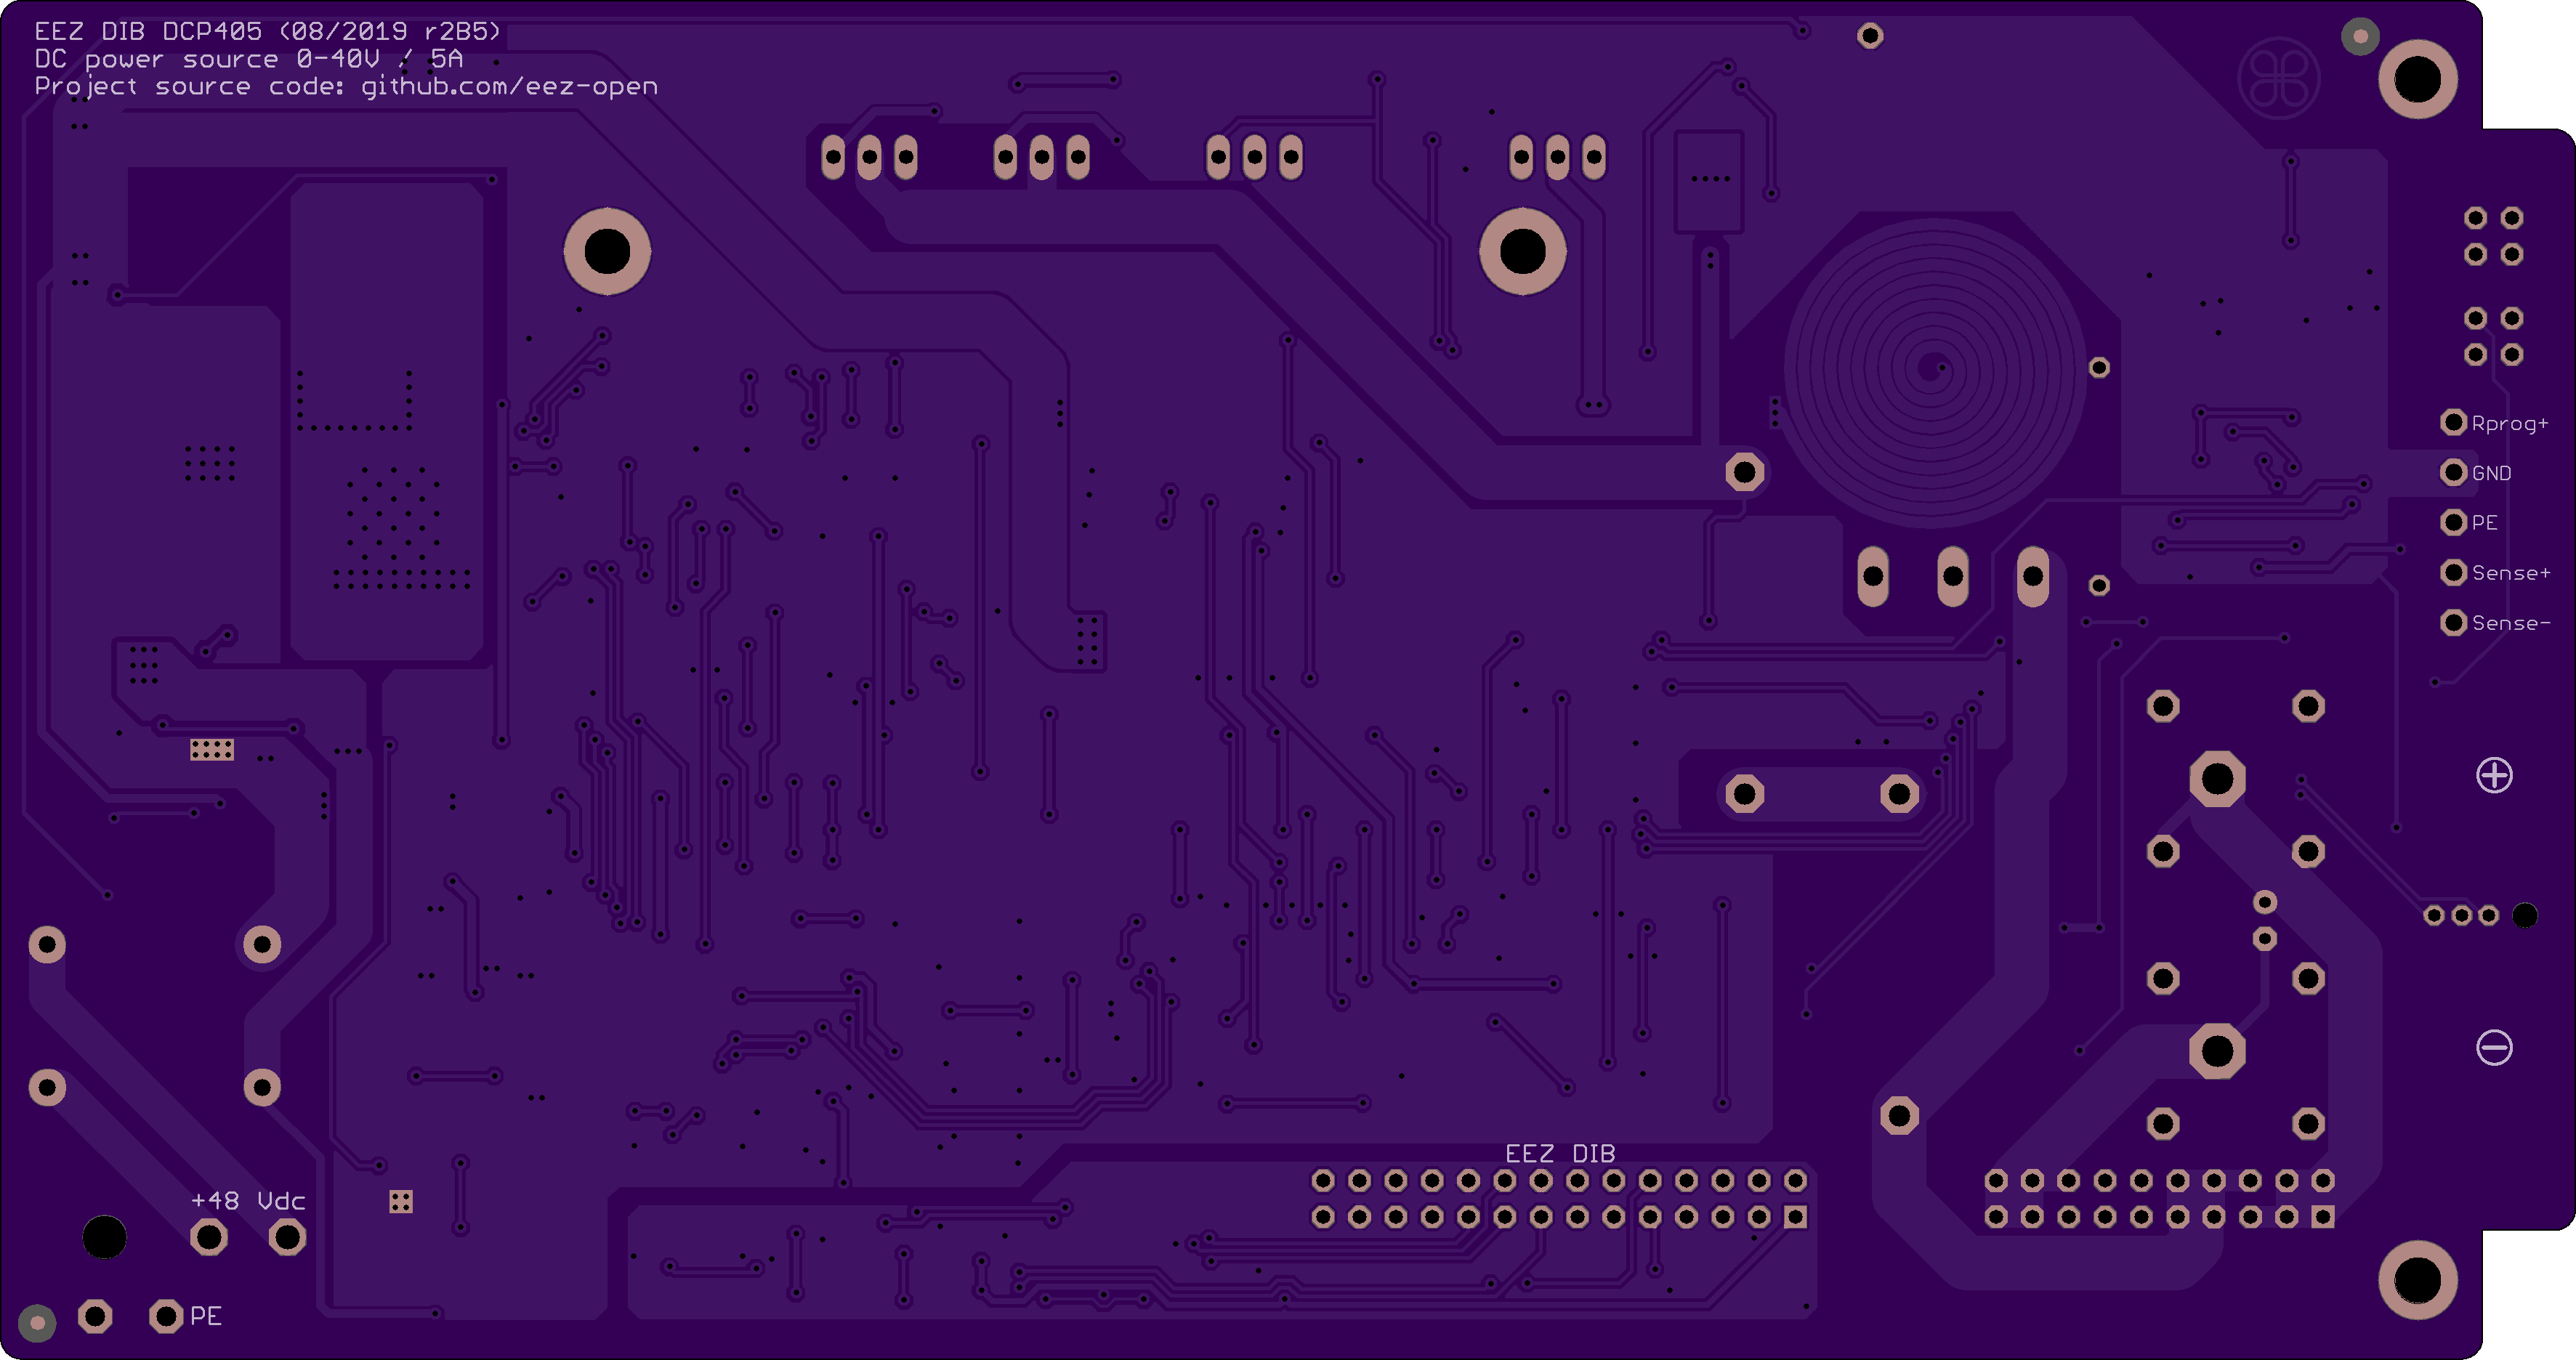 EEZ DIB DCP405 (08/2019 r2B5)
DC power source 0-40V / 5A
Project source code: github.com/eez-open
Rprog+
GND
PE
Sense+
Sense-
+
-
EEZ DIB
+48 Vdc
PE